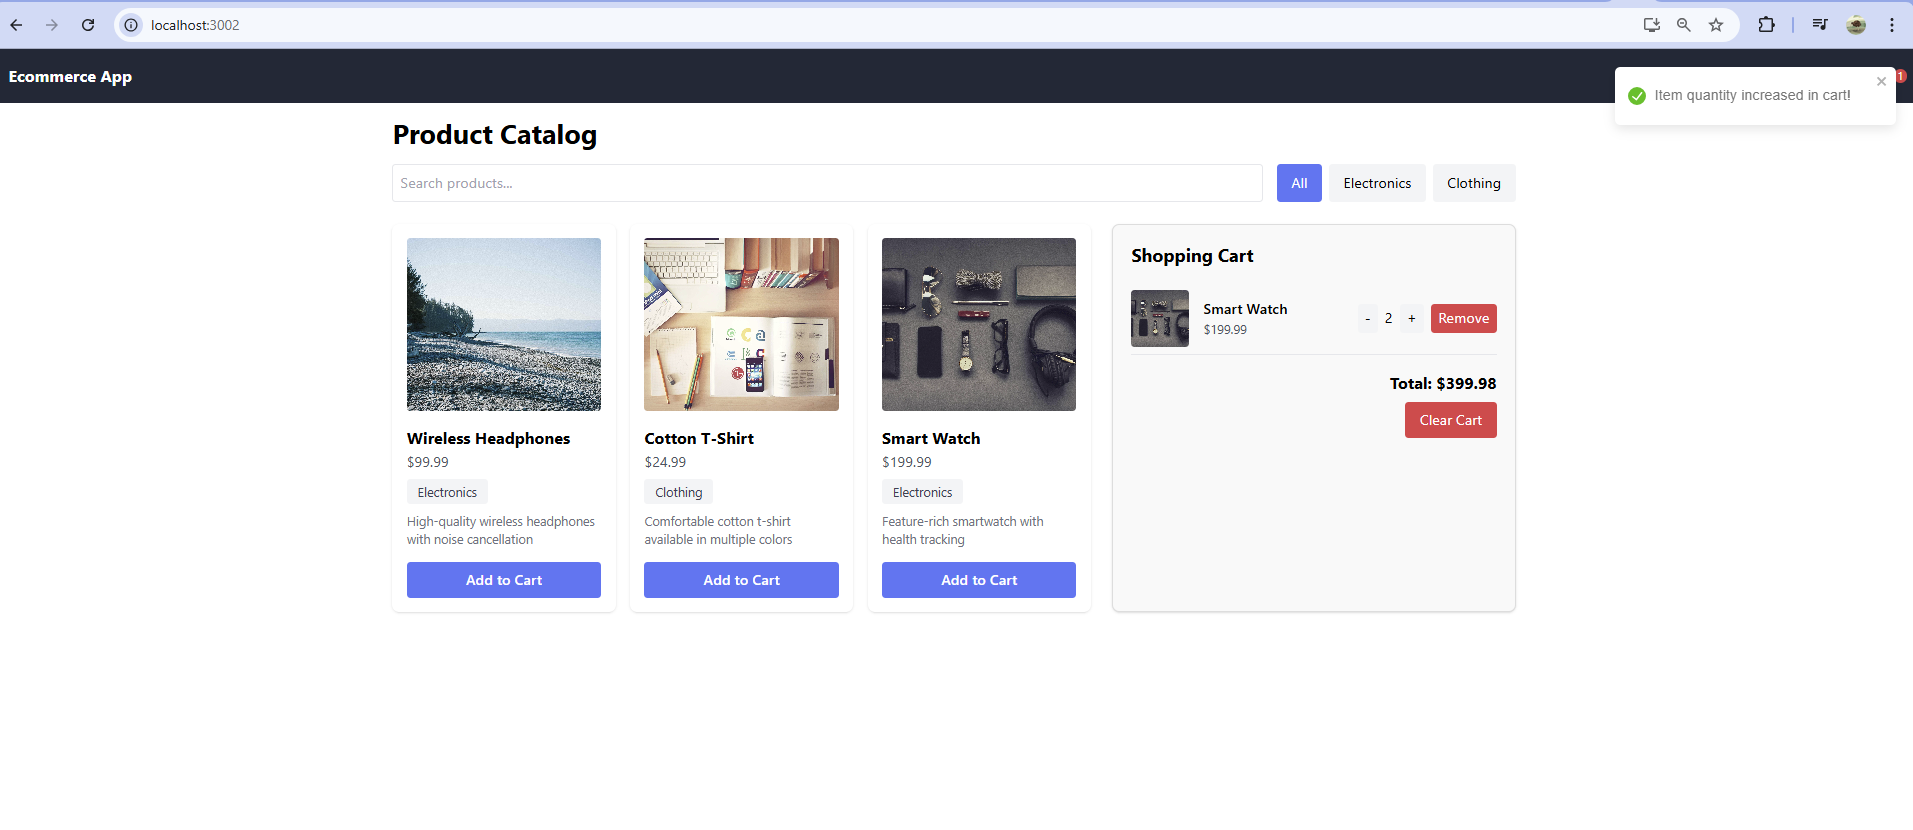 localhost:3002
Ecommerce App
1
Item quantity increased in cart!
Product Catalog
Search products...
All
Electronics
Clothing
Wireless Headphones
$99.99
Electronics
High-quality wireless headphones
with noise cancellation
Add to Cart
Cotton T-Shirt
$24.99
Clothing
Comfortable cotton t-shirt
available in multiple colors
Add to Cart
Smart Watch
$199.99
Electronics
Feature-rich smartwatch with
health tracking
Add to Cart
Shopping Cart
Smart Watch
$199.99
- 2 +
Remove
Total: $399.98
Clear Cart